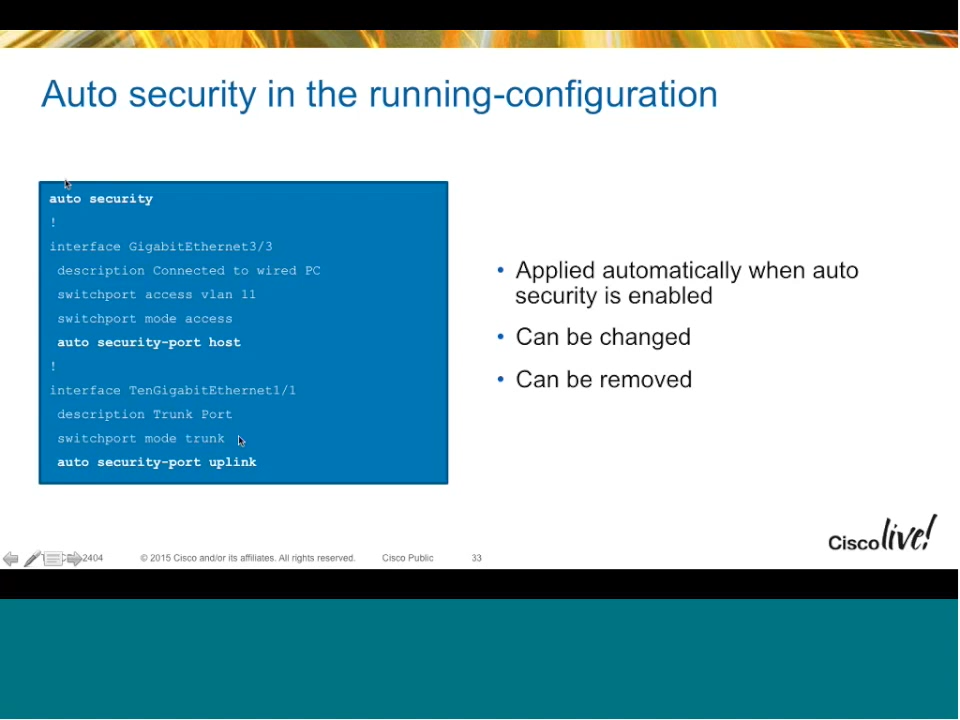 Auto security in the running-configuration
auto security
!
interface GigabitEthernet3/3
description Connected to wired PC
switchport access vlan 11
switchport mode access
auto security-port host
!
interface TenGigabitEthernet1/1
description Trunk Port
switchport mode trunk
auto security-port uplink
• Applied automatically when auto
security is enabled
• Can be changed
• Can be removed
2404 © 2015 Cisco and/or its affiliates. All rights reserved. Cisco Public 33
Cisco live!